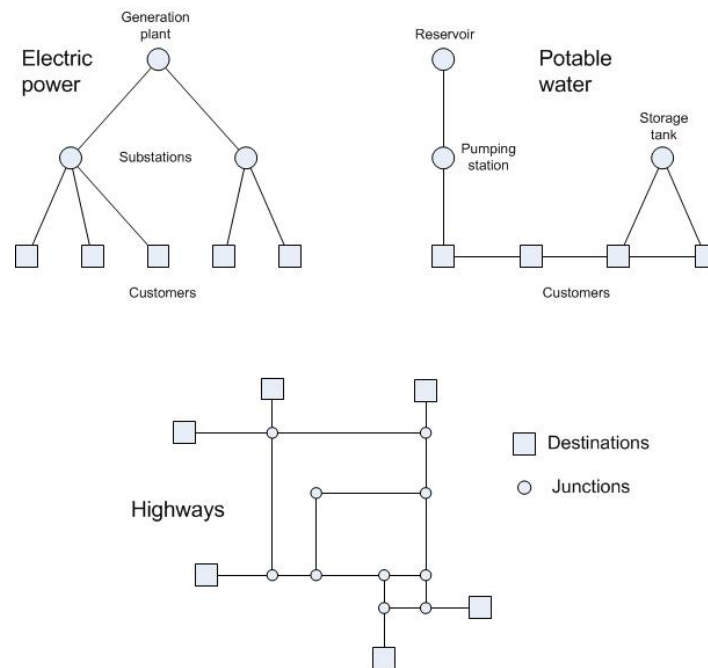 Generation
plant
Electric
power
Substations
Customers
Reservoir
Potable
water
Storage
tank
Pumping
station
Customers
Highways
Destinations
Junctions